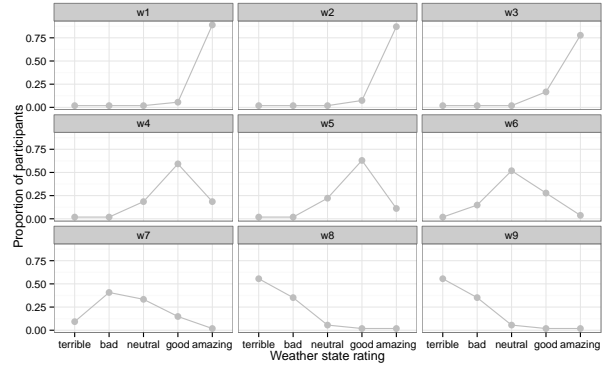 w1 w2 w3
0.75
0.50
0.25
0.00
w4 w5 w6
0.75
0.50
0.25
0.00
w7 w8 w9
0.75
0.50
0.25
0.00
terrible bad neutral good amazing terrible bad neutral good amazing terrible bad neutral good amazing
Weather state rating
Proportion of participants